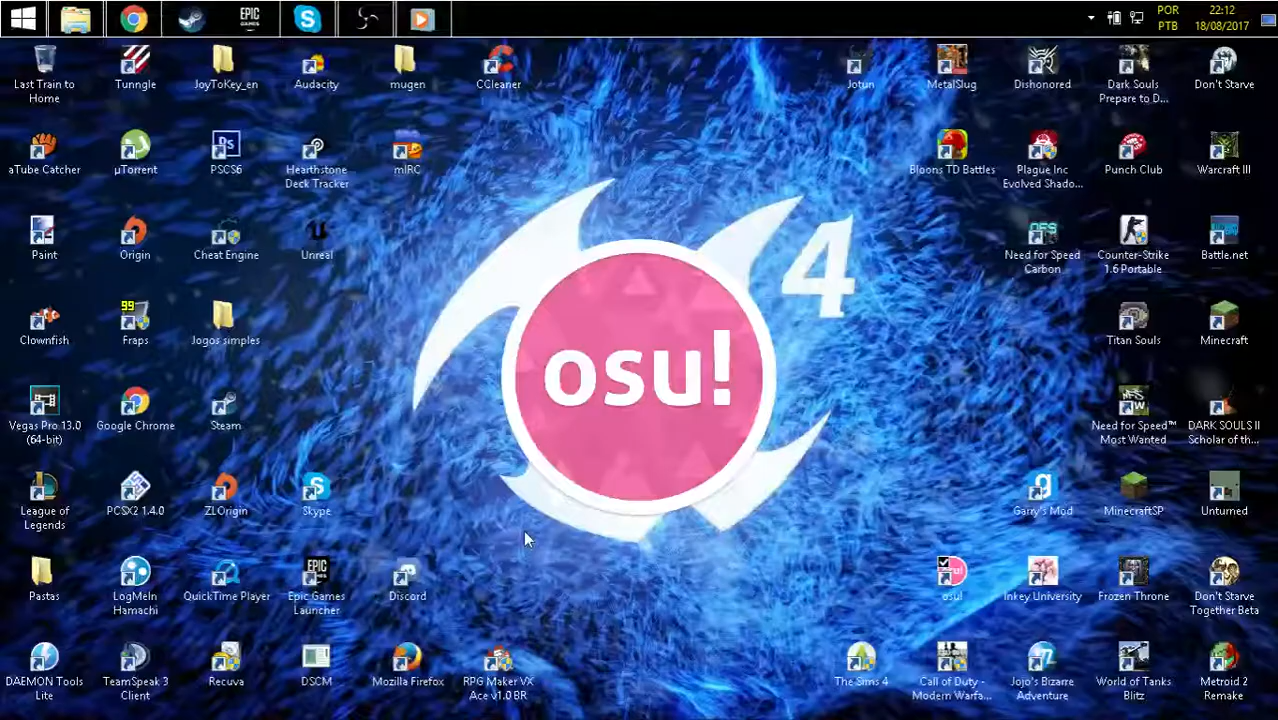 EPIC
GAMES
POR
PTB
22:12
18/08/2017
Last Train to
Home
Tunngle
JoyToKey_en
Audacity
mugen
CCleaner
Jotun
MetalSlug
Dishonored
Dark Souls
Prepare to D...
Don't Starve
aTube Catcher
µTorrent
Ps
PSCS6
Hearthstone
Deck Tracker
mIRC
Bloons TD Battles
Plague Inc
Evolved Shado...
Punch Club
Warcraft III
Paint
Origin
Cheat Engine
Unreal
4
Need for Speed
Carbon
Counter-Strike
1.6 Portable
Battle.net
Clownfish
99
Fraps
Jogos simples
osu!
Titan Souls
Minecraft
Vegas Pro 13.0
(64-bit)
Google Chrome
Steam
Need for Speed™
Most Wanted
DARK SOULS II
Scholar of th...
League of
Legends
PCSX2 1.4.0
ZLOrigin
Skype
Garry's Mod
MinecraftSP
Unturned
Pastas
LogMeIn
Hamachi
QuickTime Player
EPIC
Epic Games
Launcher
Discord
osu!
Inkey University
Frozen Throne
Don't Starve
Together Beta
DAEMON Tools
Lite
TeamSpeak 3
Client
Recuva
DSCM
Mozilla Firefox
RPG Maker VX
Ace v1.0 BR
The Sims 4
Call of Duty -
Modern Warfa...
Jojo's Bizarre
Adventure
World of Tanks
Blitz
Metroid 2
Remake